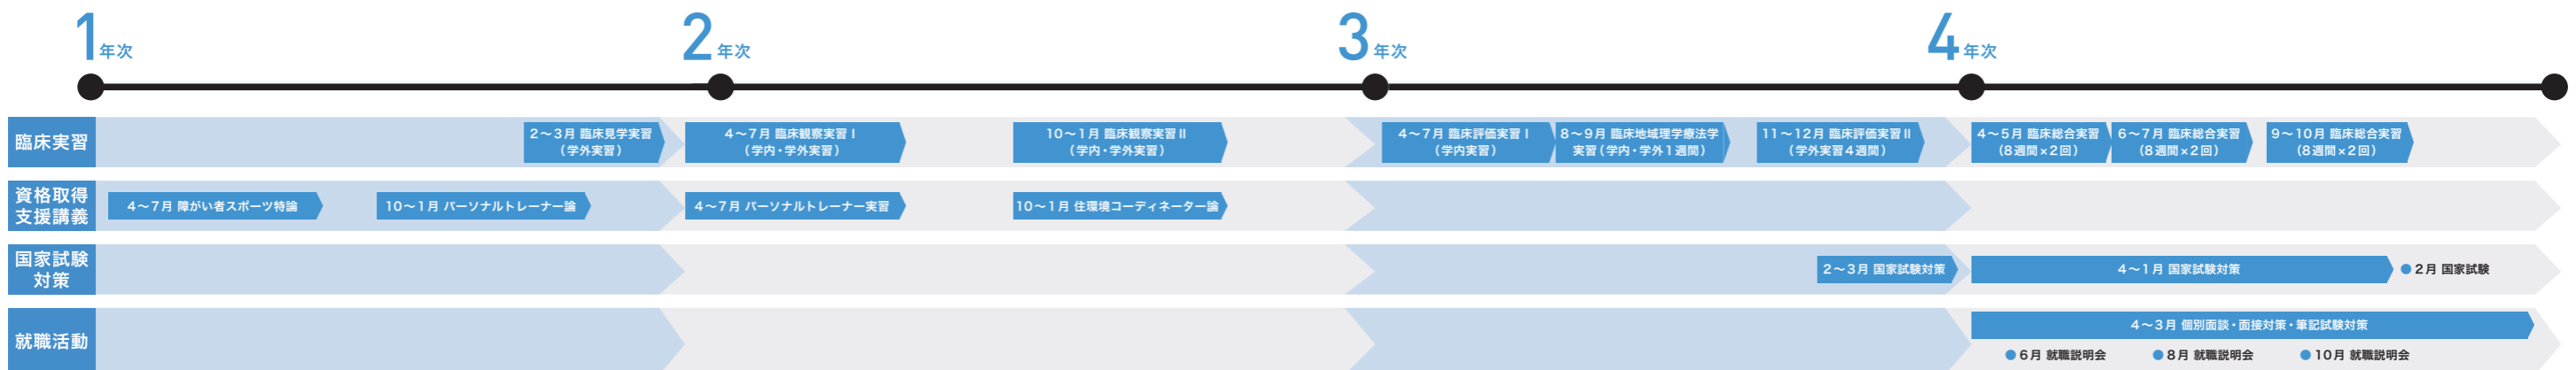 1年次
2年次
3年次
4年次
臨床実習
2～3月 臨床見学実習
（学外実習）
4～7月 臨床観察実習Ⅰ
（学内・学外実習）
10～1月 臨床観察実習Ⅱ
（学内・学外実習）
4～7月 臨床評価実習Ⅰ
（学内実習）
8～9月 臨床地域理学療法学
実習（学内・学外1週間）
11～12月 臨床評価実習Ⅱ
（学外実習4週間）
4～5月 臨床総合実習
（8週間×2回）
6～7月 臨床総合実習
（8週間×2回）
9～10月 臨床総合実習
（8週間×2回）
資格取得
支援講義
4～7月 障がい者スポーツ特論
10～1月 パーソナルトレーナー論
4～7月 パーソナルトレーナー実習
10～1月 住環境コーディネーター論
国家試験
対策
2～3月 国家試験対策
4～1月 国家試験対策
●2月 国家試験
就職活動
4～3月 個別面談・面接対策・筆記試験対策
●6月 就職説明会
●8月 就職説明会
●10月 就職説明会